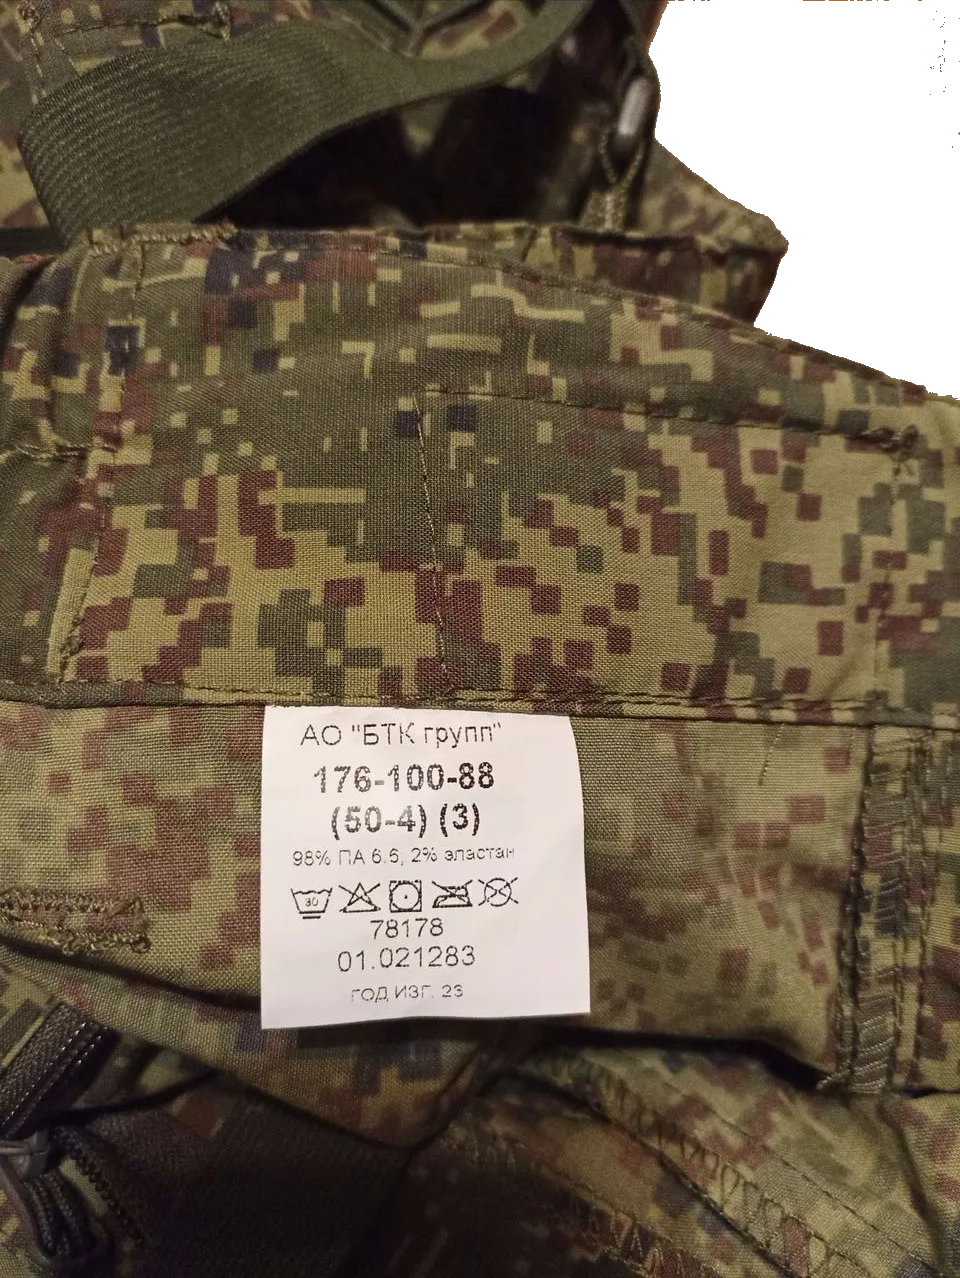 АО "БТК групп"
176-100-88
(50-4) (3)
98% ПА 6.6, 2% эластан
30
78178
01.021283
ГОД ИЗГ. 23